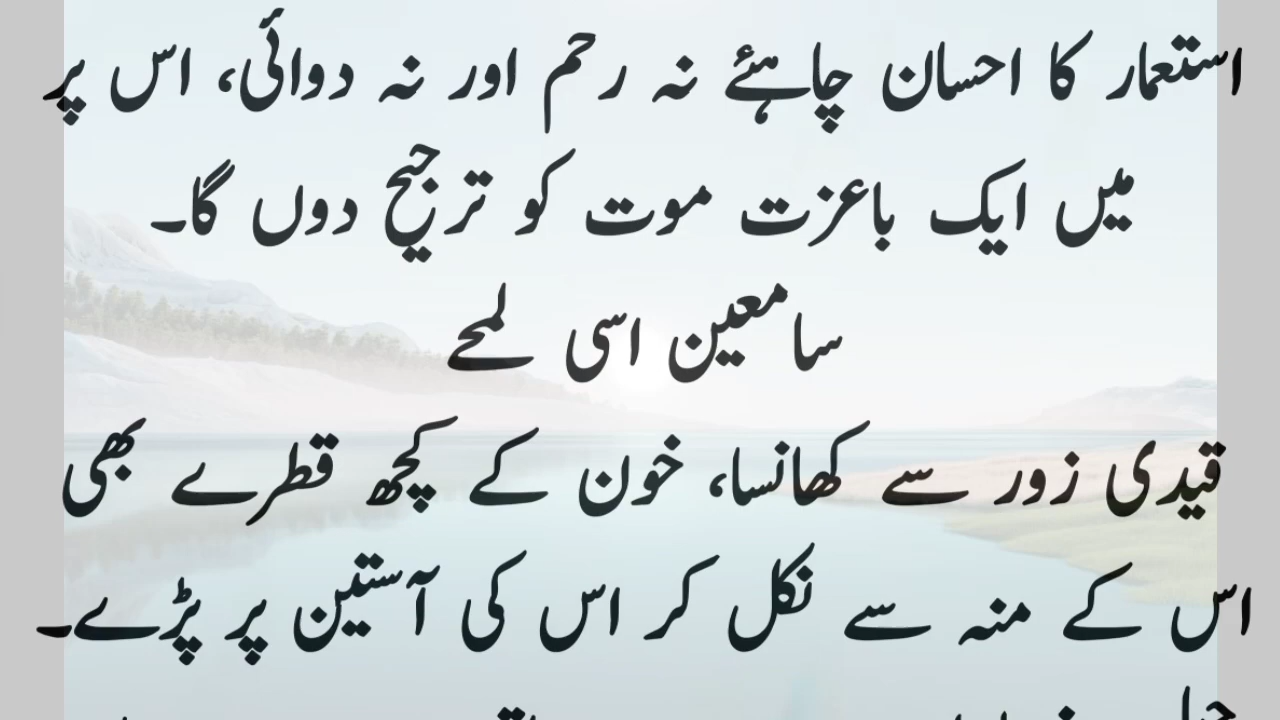 استعمار کا احسان چاہئے نہ رحم اور نہ دوائی، اس پر
میں ایک باعزت موت کو ترجیح دوں گا۔
سامعین اسی لمحے
قیدی زور سے کھانسا، خون کے کچھ قطرے بھی
اس کے منہ سے نکل کر اس کی آستین پر پڑے۔